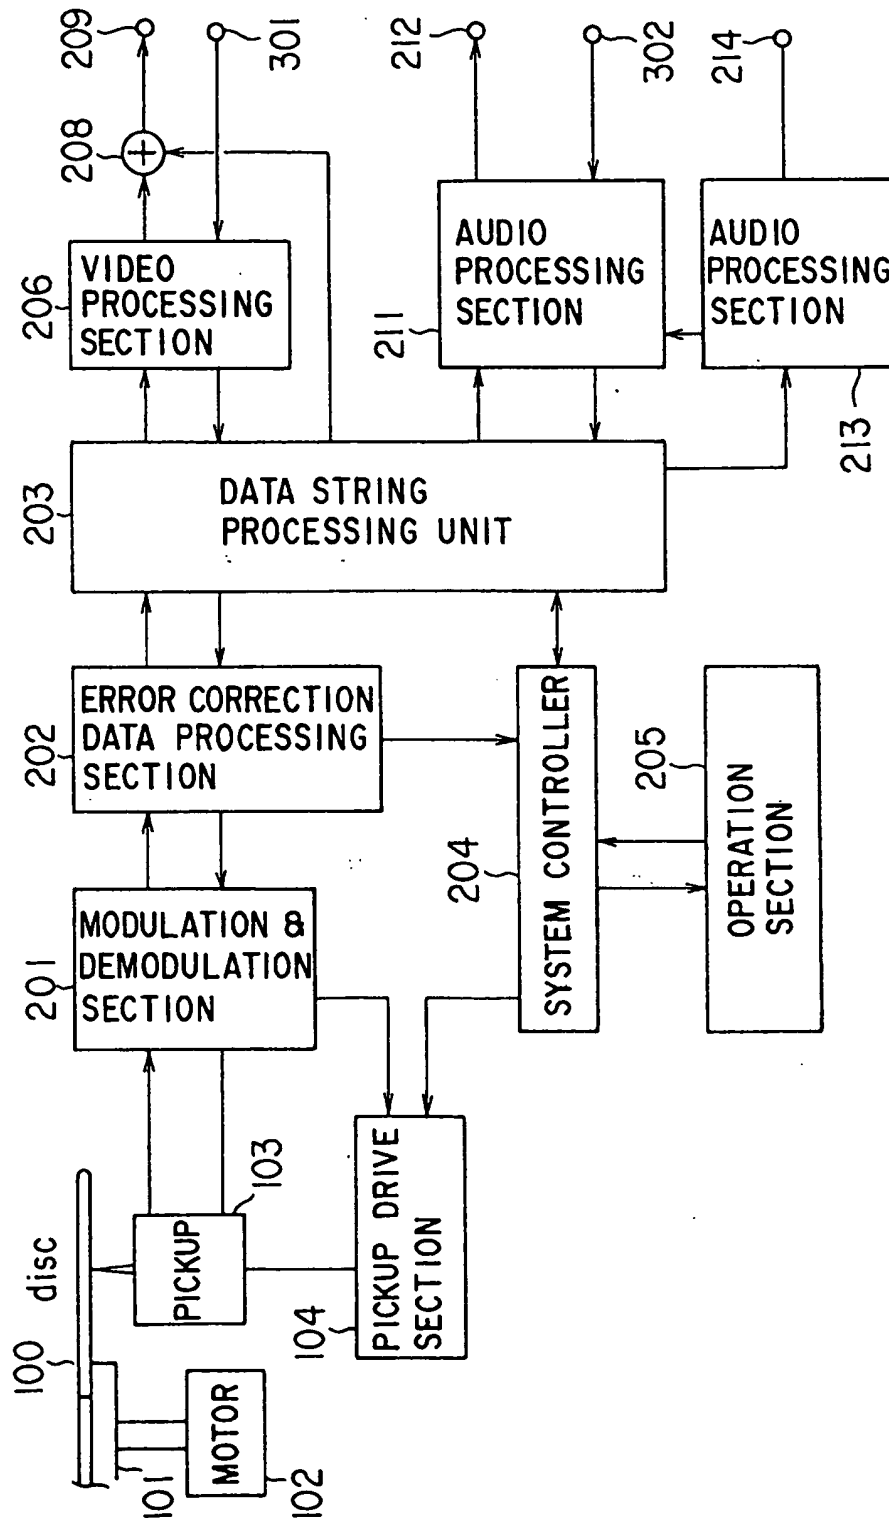 disc
100
101
MOTOR
102
PICKUP
103
104
PICKUP DRIVE
SECTION
201
MODULATION &
DEMODULATION
SECTION
202
ERROR CORRECTION
DATA PROCESSING
SECTION
SYSTEM CONTROLLER
204
205
OPERATION
SECTION
203
DATA STRING
PROCESSING UNIT
206
VIDEO
PROCESSING
SECTION
208
209
301
211
AUDIO
PROCESSING
SECTION
212
302
213
AUDIO
PROCESSING
SECTION
214